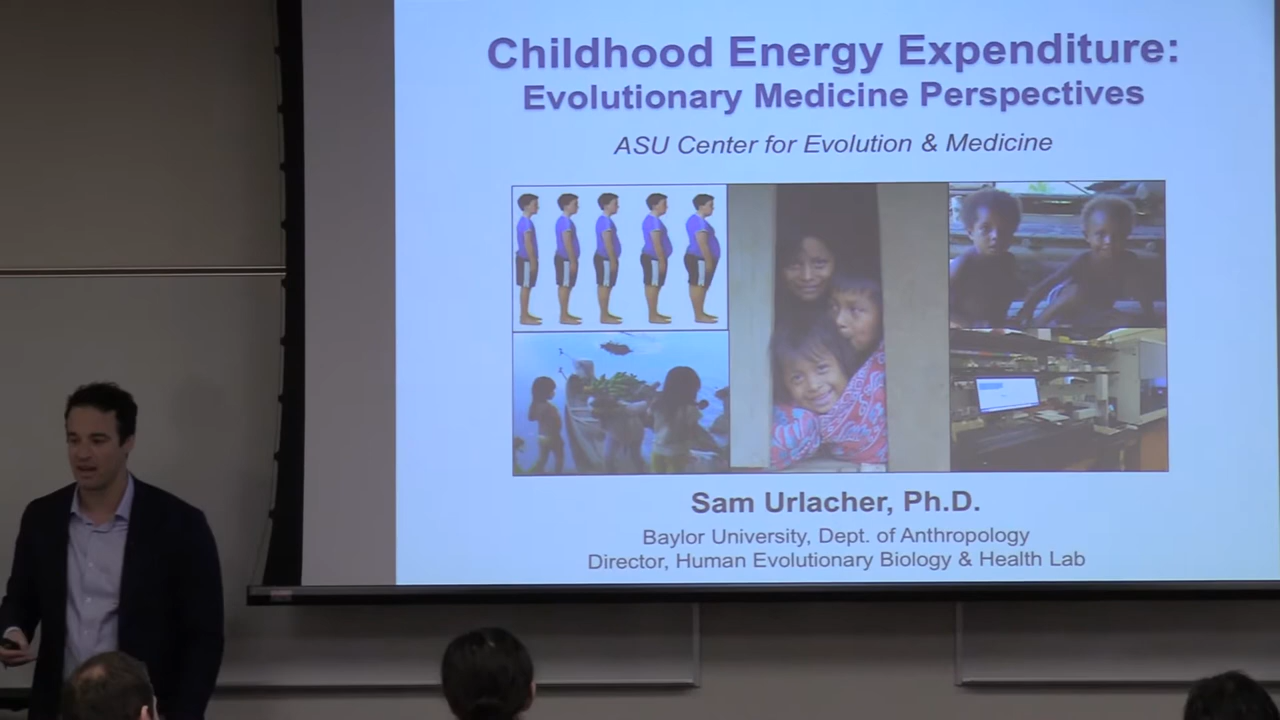 Childhood Energy Expenditure:
Evolutionary Medicine Perspectives
ASU Center for Evolution & Medicine
Sam Urlacher, Ph.D.
Baylor University, Dept. of Anthropology
Director, Human Evolutionary Biology & Health Lab